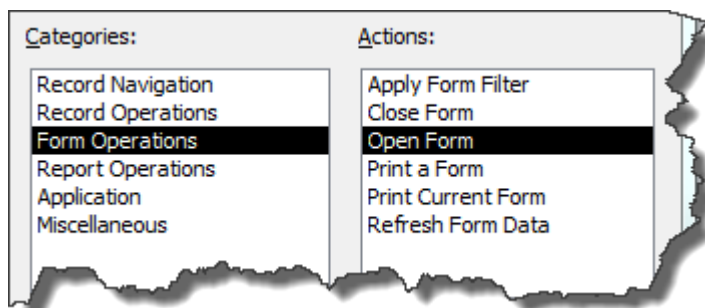 Categories:
Record Navigation
Record Operations
Form Operations
Report Operations
Application
Miscellaneous
Actions:
Apply Form Filter
Close Form
Open Form
Print a Form
Print Current Form
Refresh Form Data